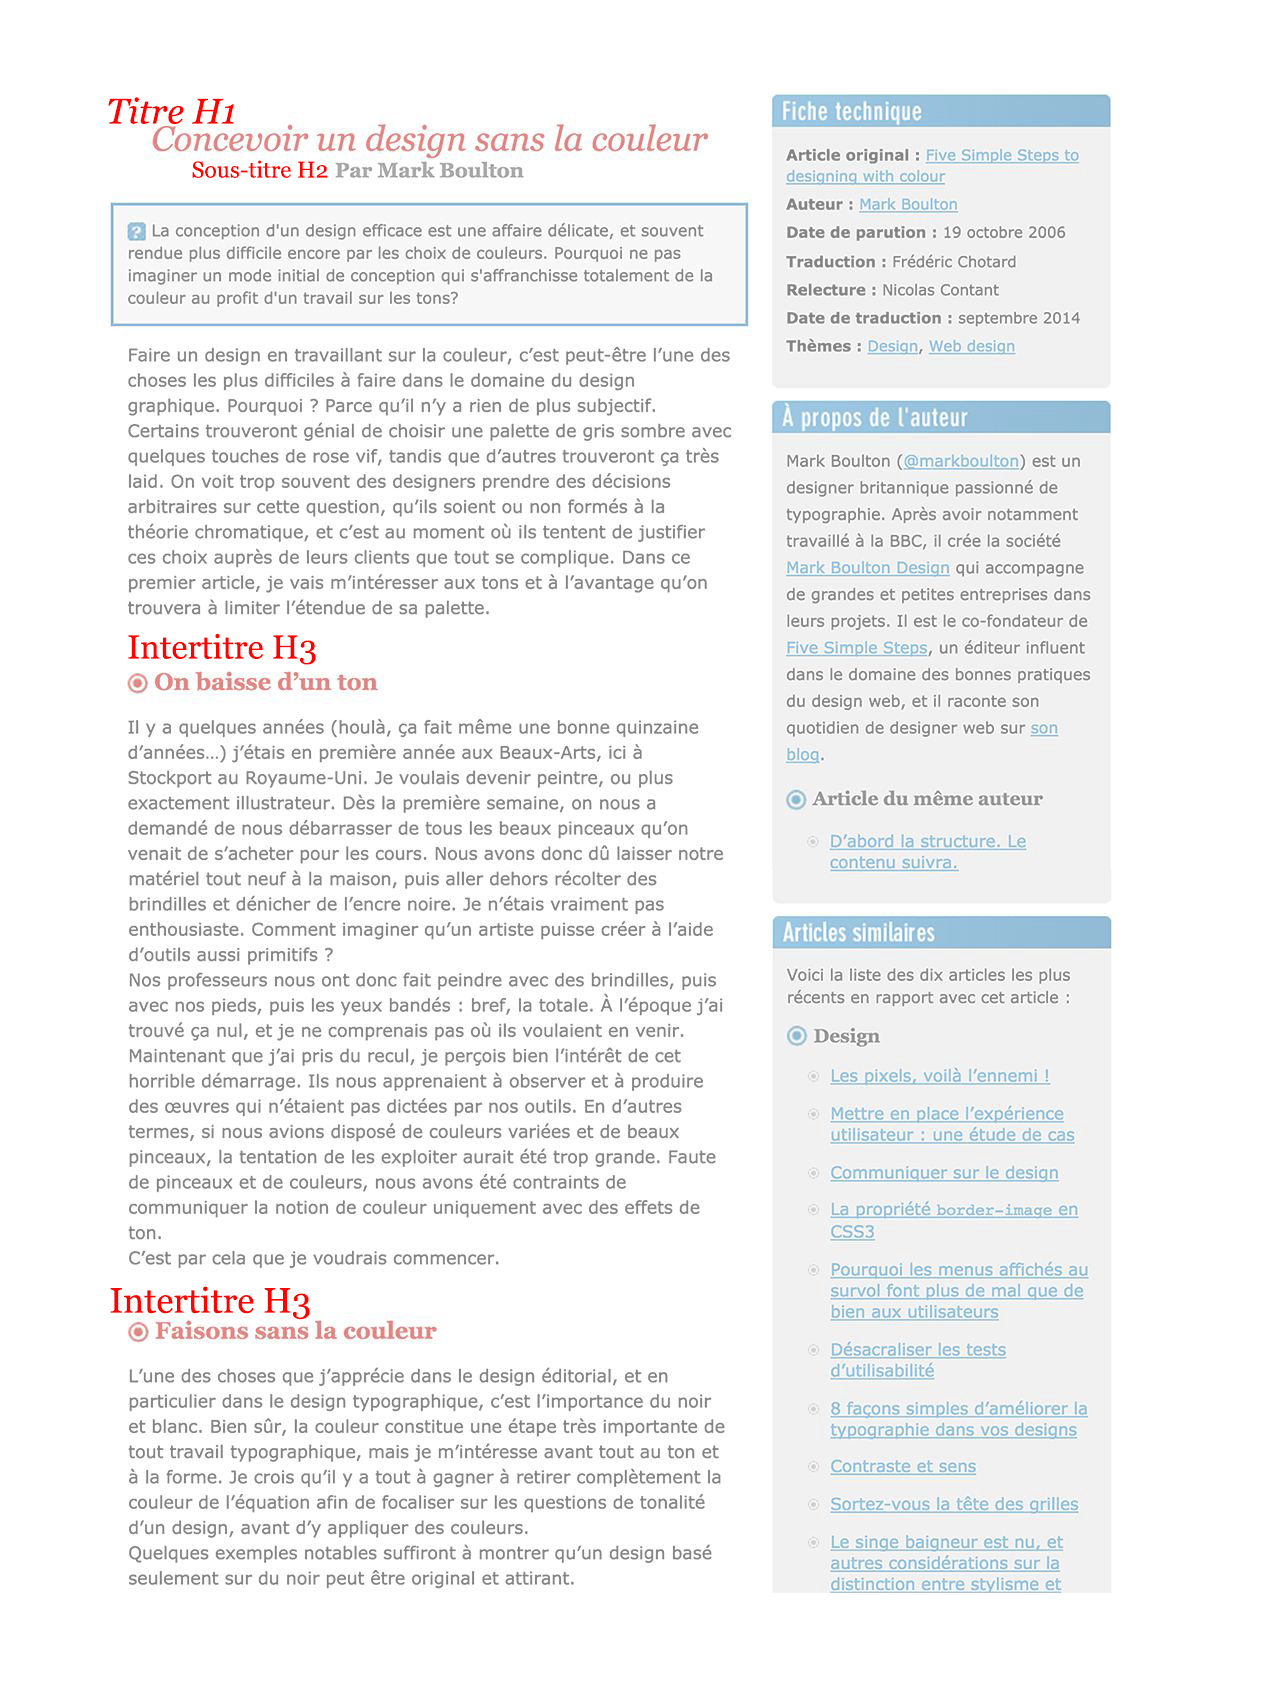 Titre H1
Concevoir un design sans la couleur
Sous-titre H2 Par Mark Boulton
? La conception d'un design efficace est une affaire délicate, et souvent
rendue plus difficile encore par les choix de couleurs. Pourquoi ne pas
imaginer un mode initial de conception qui s'affranchisse totalement de la
couleur au profit d'un travail sur les tons?
Faire un design en travaillant sur la couleur, c’est peut-être l’une des
choses les plus difficiles à faire dans le domaine du design
graphique. Pourquoi ? Parce qu’il n’y a rien de plus subjectif.
Certains trouveront génial de choisir une palette de gris sombre avec
quelques touches de rose vif, tandis que d’autres trouveront ça très
laid. On voit trop souvent des designers prendre des décisions
arbitraires sur cette question, qu’ils soient ou non formés à la
théorie chromatique, et c’est au moment où ils tentent de justifier
ces choix auprès de leurs clients que tout se complique. Dans ce
premier article, je vais m’intéresser aux tons et à l’avantage qu’on
trouvera à limiter l’étendue de sa palette.
Intertitre H3
On baisse d’un ton
Il y a quelques années (houlà, ça fait même une bonne quinzaine
d’années…) j’étais en première année aux Beaux-Arts, ici à
Stockport au Royaume-Uni. Je voulais devenir peintre, ou plus
exactement illustrateur. Dès la première semaine, on nous a
demandé de nous débarrasser de tous les beaux pinceaux qu’on
venait de s’acheter pour les cours. Nous avons donc dû laisser notre
matériel tout neuf à la maison, puis aller dehors récolter des
brindilles et dénicher de l’encre noire. Je n’étais vraiment pas
enthousiaste. Comment imaginer qu’un artiste puisse créer à l’aide
d’outils aussi primitifs ?
Nos professeurs nous ont donc fait peindre avec des brindilles, puis
avec nos pieds, puis les yeux bandés : bref, la totale. À l’époque j’ai
trouvé ça nul, et je ne comprenais pas où ils voulaient en venir.
Maintenant que j’ai pris du recul, je perçois bien l’intérêt de cet
horrible démarrage. Ils nous apprenaient à observer et à produire
des œuvres qui n’étaient pas dictées par nos outils. En d’autres
termes, si nous avions disposé de couleurs variées et de beaux
pinceaux, la tentation de les exploiter aurait été trop grande. Faute
de pinceaux et de couleurs, nous avons été contraints de
communiquer la notion de couleur uniquement avec des effets de
ton.
C’est par cela que je voudrais commencer.
Intertitre H3
Faisons sans la couleur
L’une des choses que j’apprécie dans le design éditorial, et en
particulier dans le design typographique, c’est l’importance du noir
et blanc. Bien sûr, la couleur constitue une étape très importante de
tout travail typographique, mais je m’intéresse avant tout au ton et
à la forme. Je crois qu’il y a tout à gagner à retirer complètement la
couleur de l’équation afin de focaliser sur les questions de tonalité
d’un design, avant d’y appliquer des couleurs.
Quelques exemples notables suffiront à montrer qu’un design basé
seulement sur du noir peut être original et attirant.
Fiche technique
Article original : Five Simple Steps to
designing with colour
Auteur : Mark Boulton
Date de parution : 19 octobre 2006
Traduction : Frédéric Chotard
Relecture : Nicolas Contant
Date de traduction : septembre 2014
Thèmes : Design, Web design
À propos de l'auteur
Mark Boulton (@markboulton) est un
designer britannique passionné de
typographie. Après avoir notamment
travaillé à la BBC, il crée la société
Mark Boulton Design qui accompagne
de grandes et petites entreprises dans
leurs projets. Il est le co-fondateur de
Five Simple Steps, un éditeur influent
dans le domaine des bonnes pratiques
du design web, et il raconte son
quotidien de designer web sur son
blog.
Article du même auteur
D’abord la structure. Le
contenu suivra.
Articles similaires
Voici la liste des dix articles les plus
récents en rapport avec cet article :
Design
Les pixels, voilà l’ennemi !
Mettre en place l’expérience
utilisateur : une étude de cas
Communiquer sur le design
La propriété border-image en
CSS3
Pourquoi les menus affichés au
survol font plus de mal que de
bien aux utilisateurs
Désacraliser les tests
d’utilisabilité
8 façons simples d’améliorer la
typographie dans vos designs
Contraste et sens
Sortez-vous la tête des grilles
Le singe baigneur est nu, et
autres considérations sur la
distinction entre stylisme et